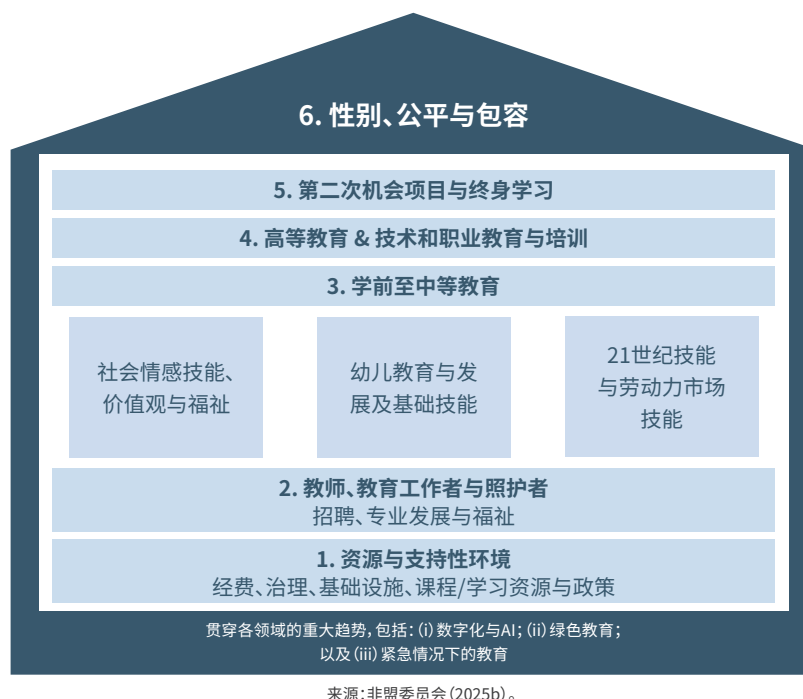 6. 性别、公平与包容
5. 第二次机会项目与终身学习
4. 高等教育 & 技术和职业教育与培训
3. 学前至中等教育
社会情感技能、
价值观与福祉
幼儿教育与发
展及基础技能
21世纪技能
与劳动力市场
技能
2. 教师、教育工作者与照护者
招聘、专业发展与福祉
1. 资源与支持性环境
经费、治理、基础设施、课程/学习资源与政策
贯穿各领域的重大趋势，包括：(i) 数字化与AI；(ii) 绿色教育；
以及 (iii) 紧急情况下的教育
来源：非盟委员会 (2025b)。